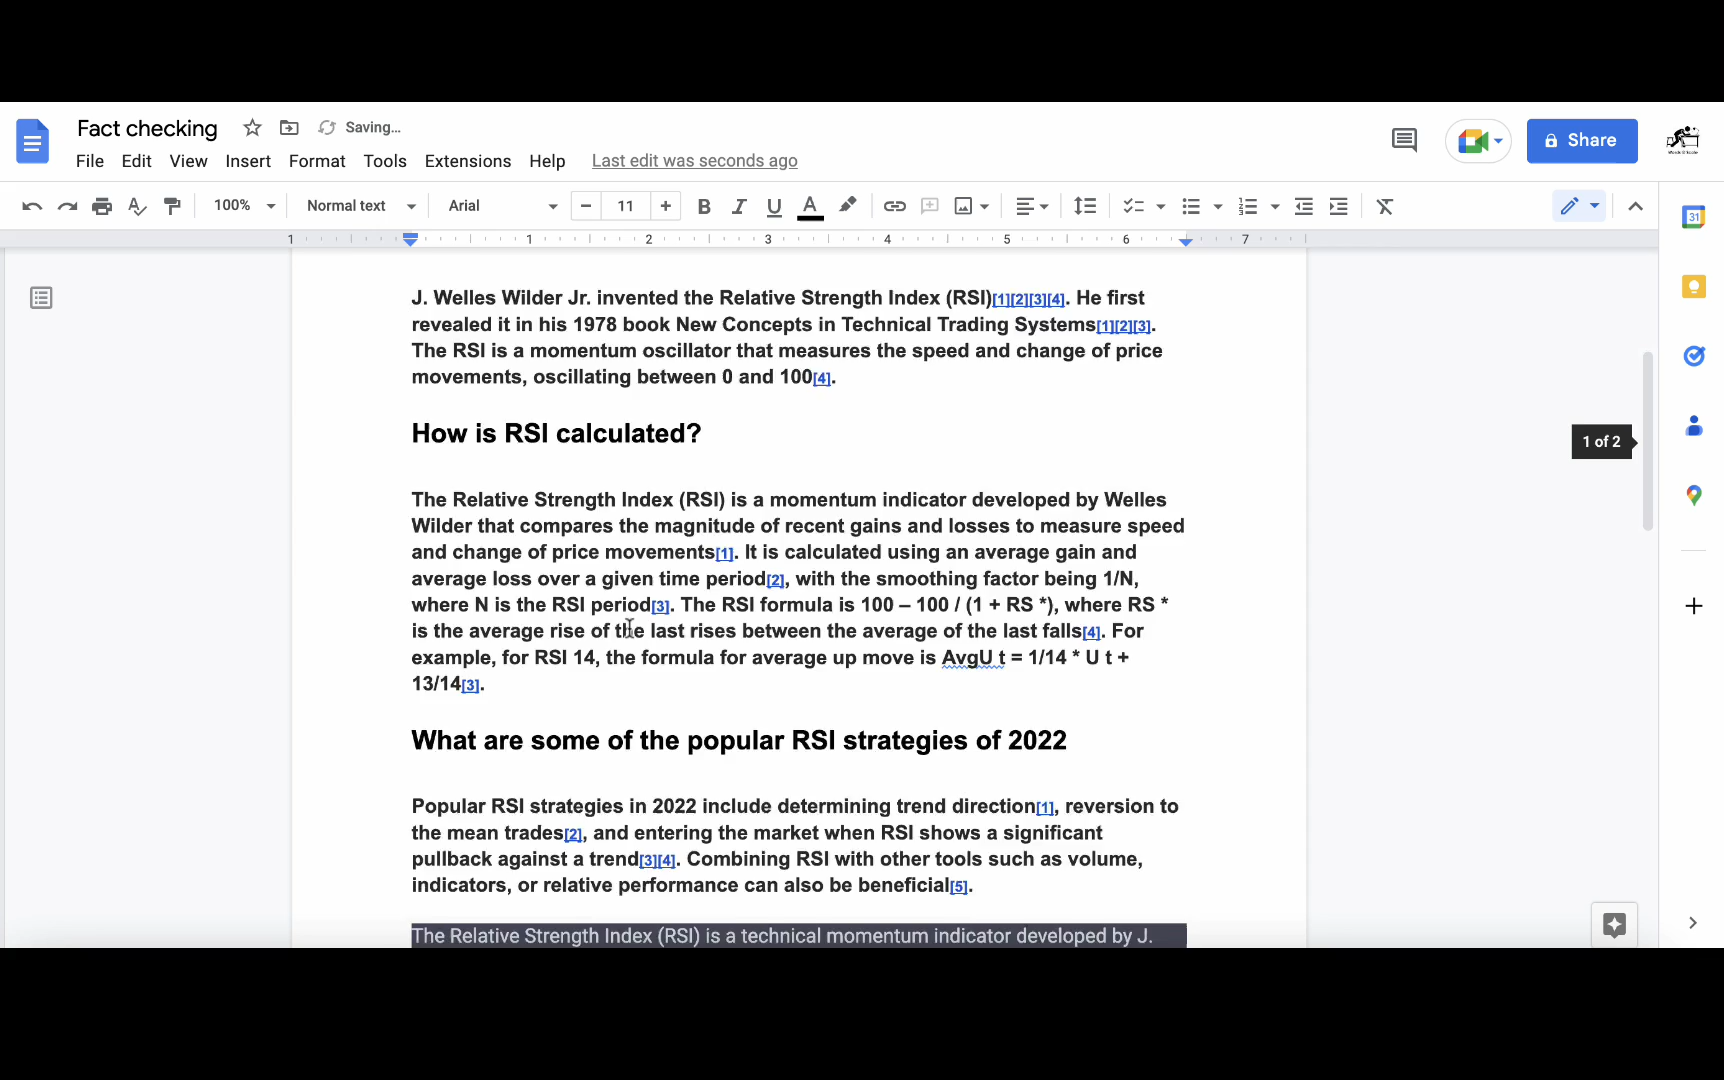 Fact checking
Saving...
File Edit View Insert Format Tools Extensions Help Last edit was seconds ago
Share
100% Normal text Arial 11
1 1 2 3 4 5 6 7
31
J. Welles Wilder Jr. invented the Relative Strength Index (RSI)[1][2][3][4]. He first
revealed it in his 1978 book New Concepts in Technical Trading Systems[1][2][3].
The RSI is a momentum oscillator that measures the speed and change of price
movements, oscillating between 0 and 100[4].
How is RSI calculated?
1 of 2
The Relative Strength Index (RSI) is a momentum indicator developed by Welles
Wilder that compares the magnitude of recent gains and losses to measure speed
and change of price movements[1]. It is calculated using an average gain and
average loss over a given time period[2], with the smoothing factor being 1/N,
where N is the RSI period[3]. The RSI formula is 100 – 100 / (1 + RS *), where RS *
is the average rise of the last rises between the average of the last falls[4]. For
example, for RSI 14, the formula for average up move is AvgU t = 1/14 * U t +
13/14[3].
What are some of the popular RSI strategies of 2022
Popular RSI strategies in 2022 include determining trend direction[1], reversion to
the mean trades[2], and entering the market when RSI shows a significant
pullback against a trend[3][4]. Combining RSI with other tools such as volume,
indicators, or relative performance can also be beneficial[5].
The Relative Strength Index (RSI) is a technical momentum indicator developed by J.